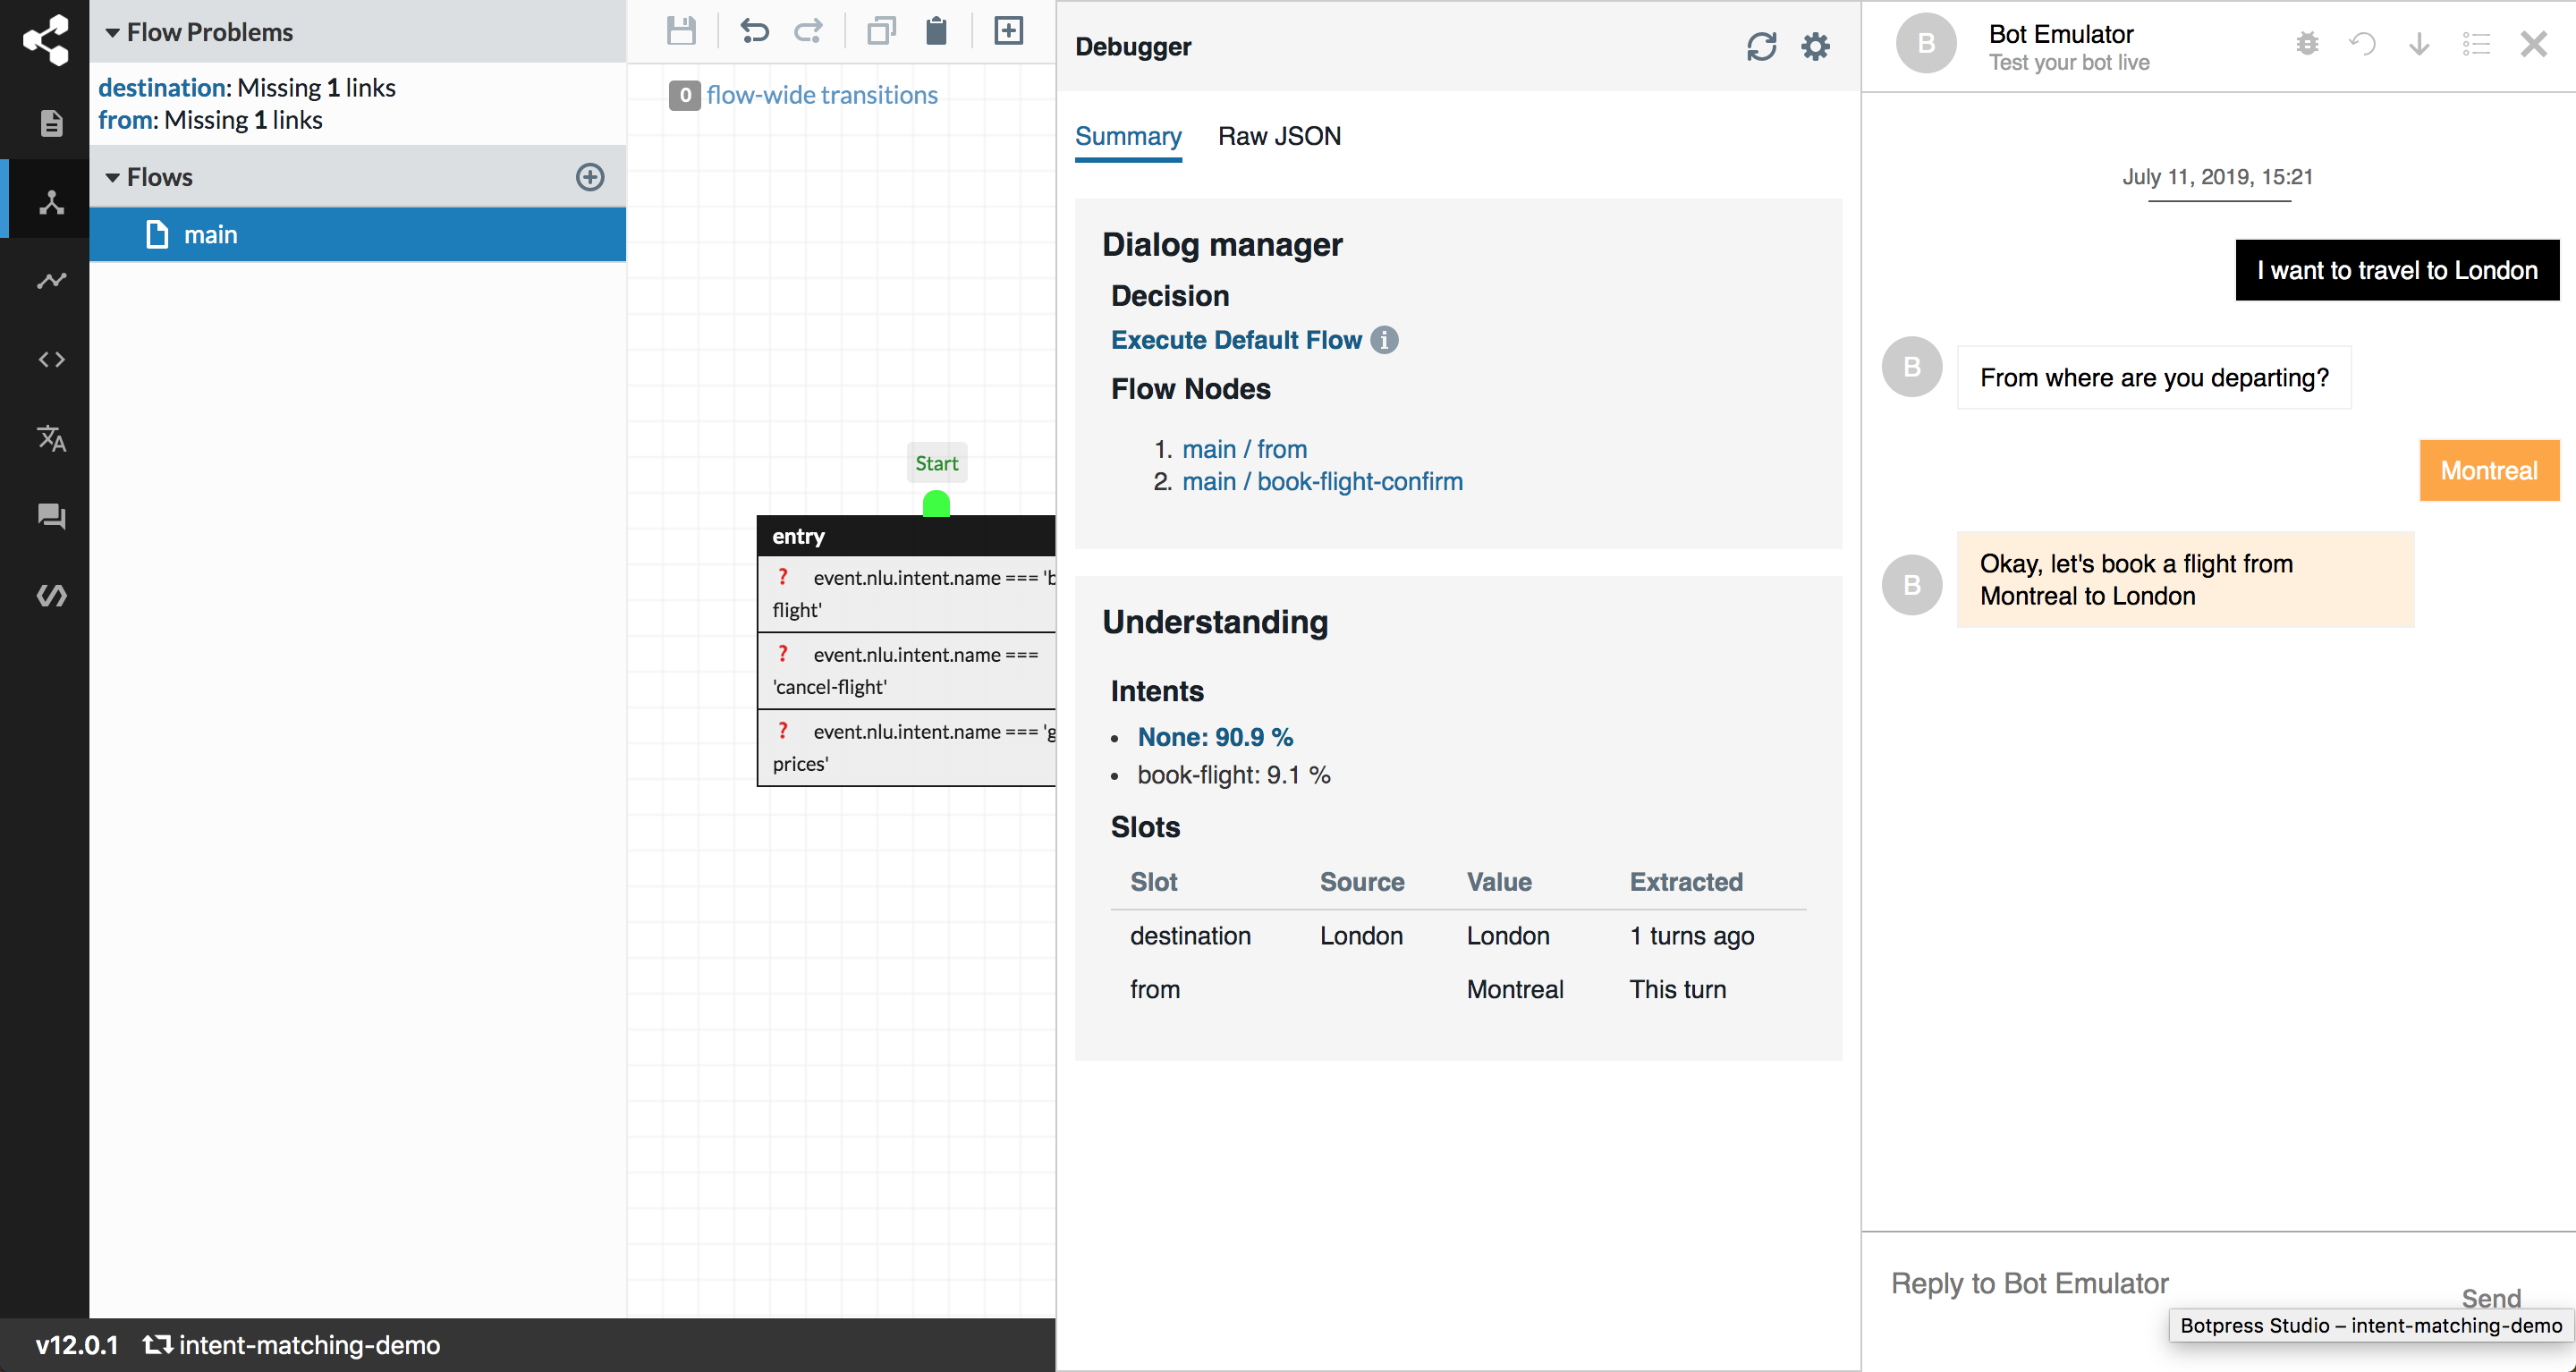 Flow Problems
destination: Missing 1 links
from: Missing 1 links
Flows
main
0 flow-wide transitions
Start
entry
? event.nlu.intent.name === 'b
flight'
? event.nlu.intent.name ===
'cancel-flight'
? event.nlu.intent.name === 'g
prices'
v12.0.1 intent-matching-demo
Debugger
Summary Raw JSON
Dialog manager
Decision
Execute Default Flow
Flow Nodes
1. main / from
2. main / book-flight-confirm
Understanding
Intents
• None: 90.9 %
• book-flight: 9.1 %
Slots
Slot Source Value Extracted
destination London London 1 turns ago
from Montreal This turn
B
Bot Emulator
Test your bot live
July 11, 2019, 15:21
I want to travel to London
B
From where are you departing?
Montreal
B
Okay, let's book a flight from
Montreal to London
Reply to Bot Emulator
Send
Botpress Studio – intent-matching-demo